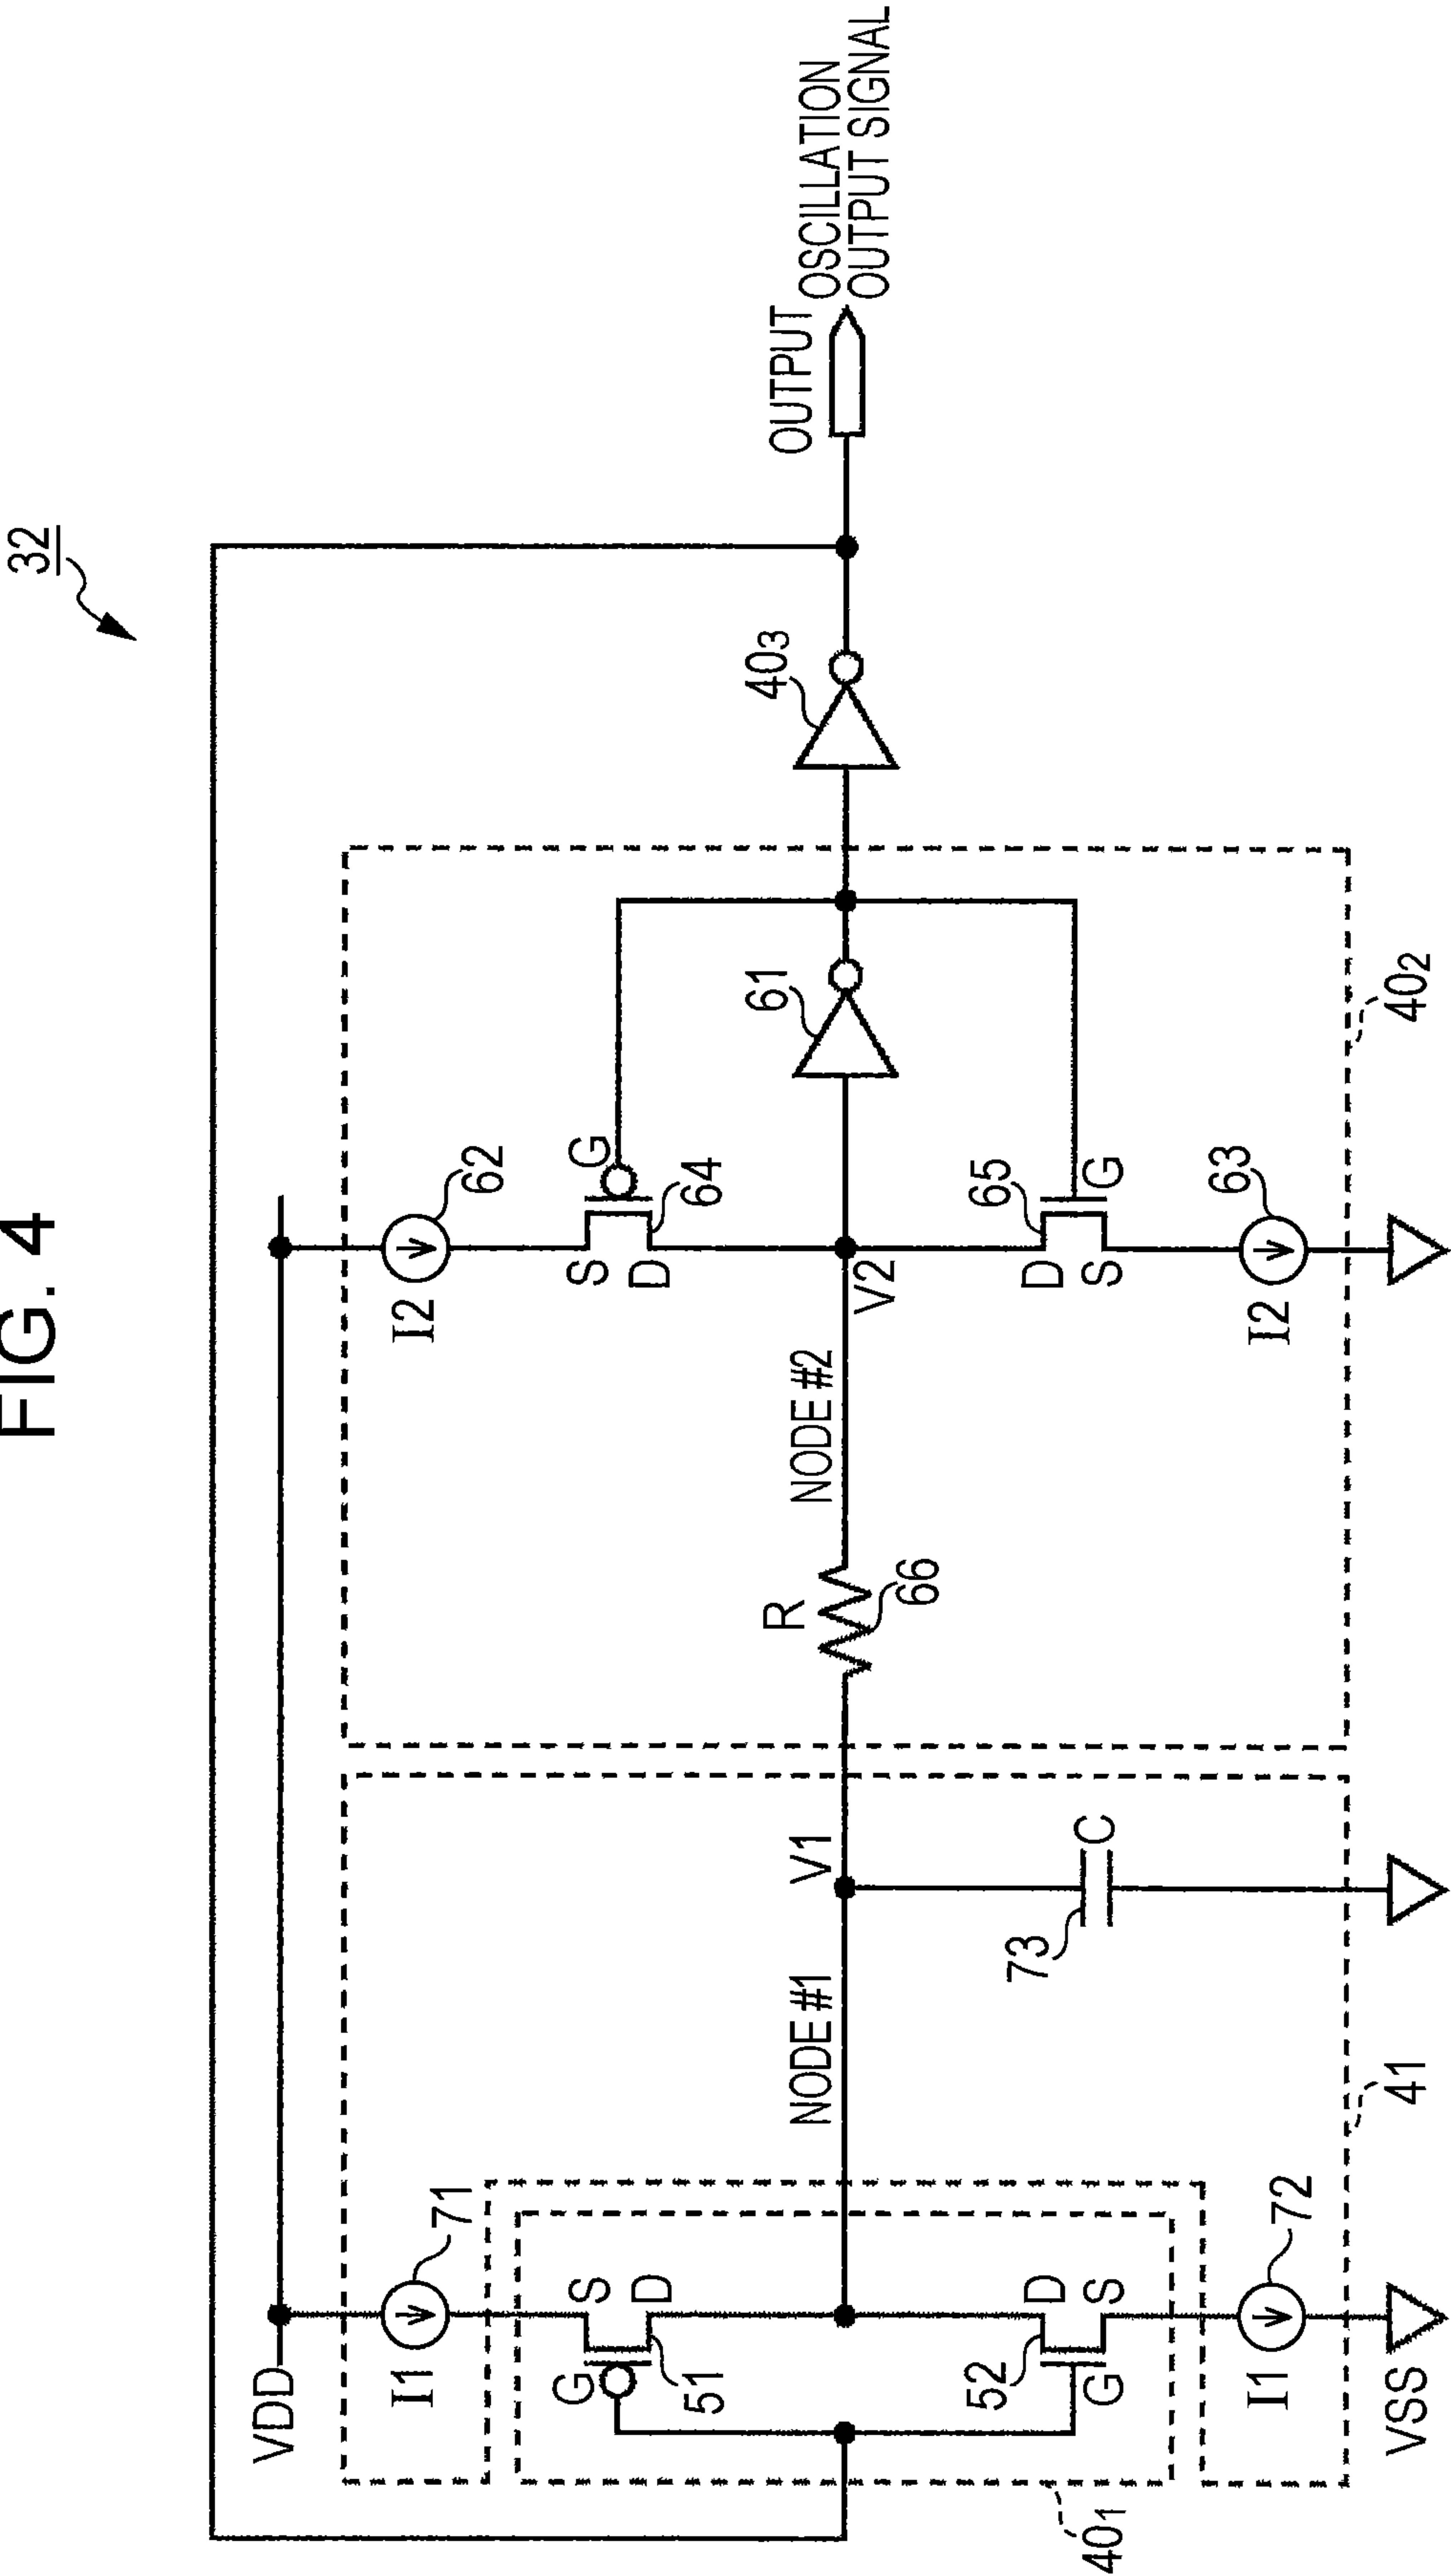 FIG. 4
32
VDD
I1
71
I2
62
S
D
G
51
S
D
G
64
NODE #1
V1
R
66
NODE #2
V2
61
40₃
OUTPUT
OSCILLATION
OUTPUT SIGNAL
52
D
S
G
73
C
65
D
S
G
I1
72
I2
63
VSS
40₁
41
40₂